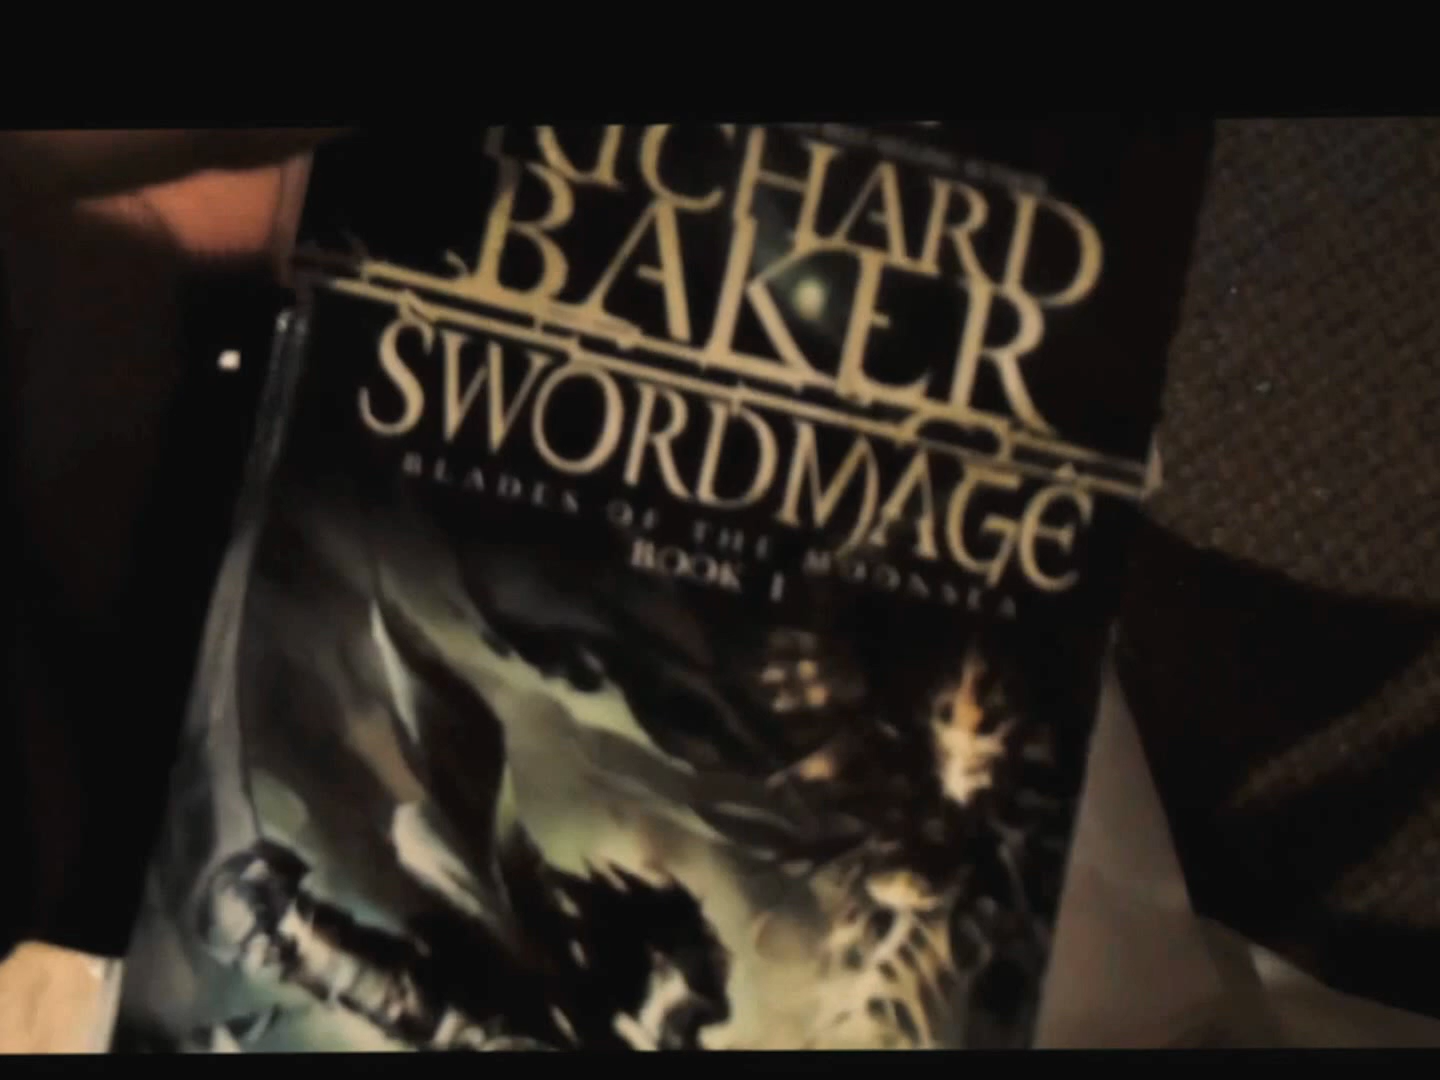 RICHARD
BAKER
SWORDMAGE
BLADES OF THE MOONSEA
BOOK I